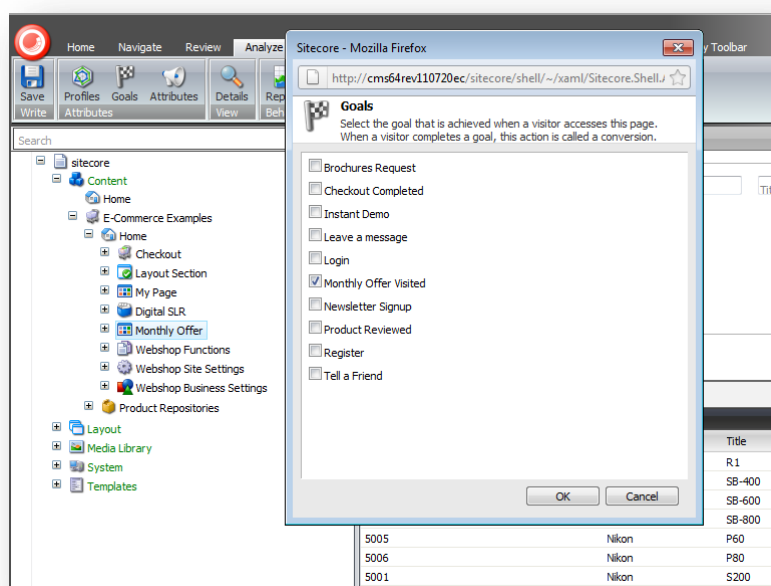 Home Navigate Review Analyze
Save
Profiles Goals Attributes
Details
Write
Attributes
View
Search
sitecore
Content
Home
E-Commerce Examples
Home
Checkout
Layout Section
My Page
Digital SLR
Monthly Offer
Webshop Functions
Webshop Site Settings
Webshop Business Settings
Product Repositories
Layout
Media Library
System
Templates
Sitecore - Mozilla Firefox
http://cms64rev110720ec/sitecore/shell/~/xaml/Sitecore.Shell.
Goals
Select the goal that is achieved when a visitor accesses this page.
When a visitor completes a goal, this action is called a conversion.
Brochures Request
Checkout Completed
Instant Demo
Leave a message
Login
Monthly Offer Visited
Newsletter Signup
Product Reviewed
Register
Tell a Friend
OK Cancel
Toolbar
Title
R1
SB-400
SB-600
SB-800
5005 Nikon P60
5006 Nikon P80
5001 Nikon S200